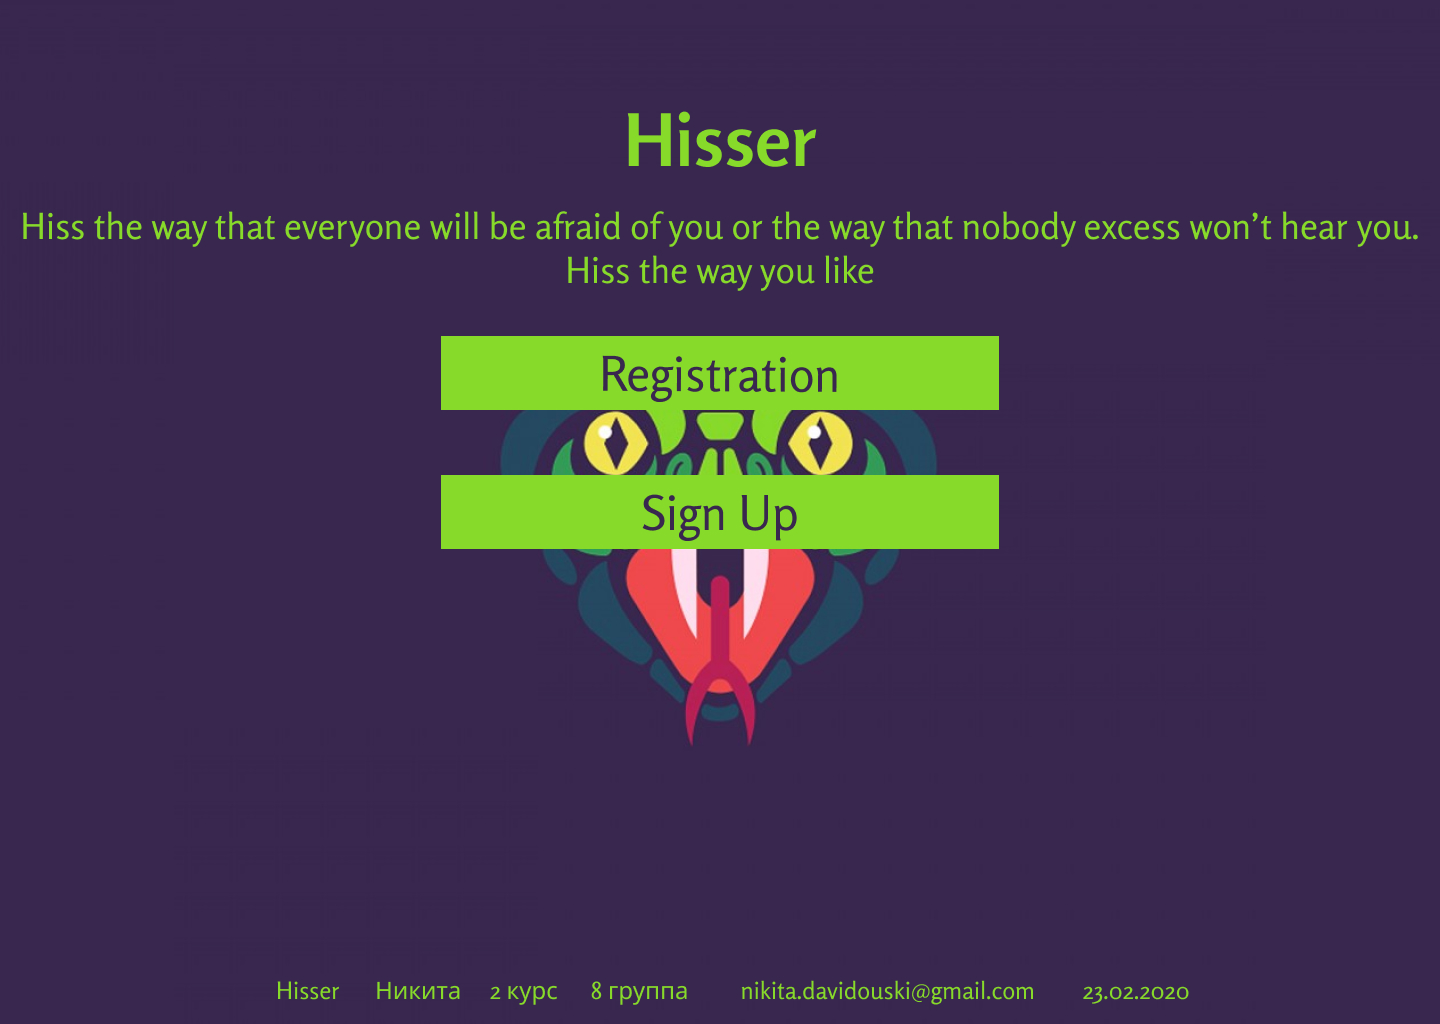 Hisser
Hiss the way that everyone will be afraid of you or the way that nobody excess won’t hear you.
Hiss the way you like
Registration
Sign Up
Hisser Никита 2 курс 8 группа nikita.davidouski@gmail.com 23.02.2020